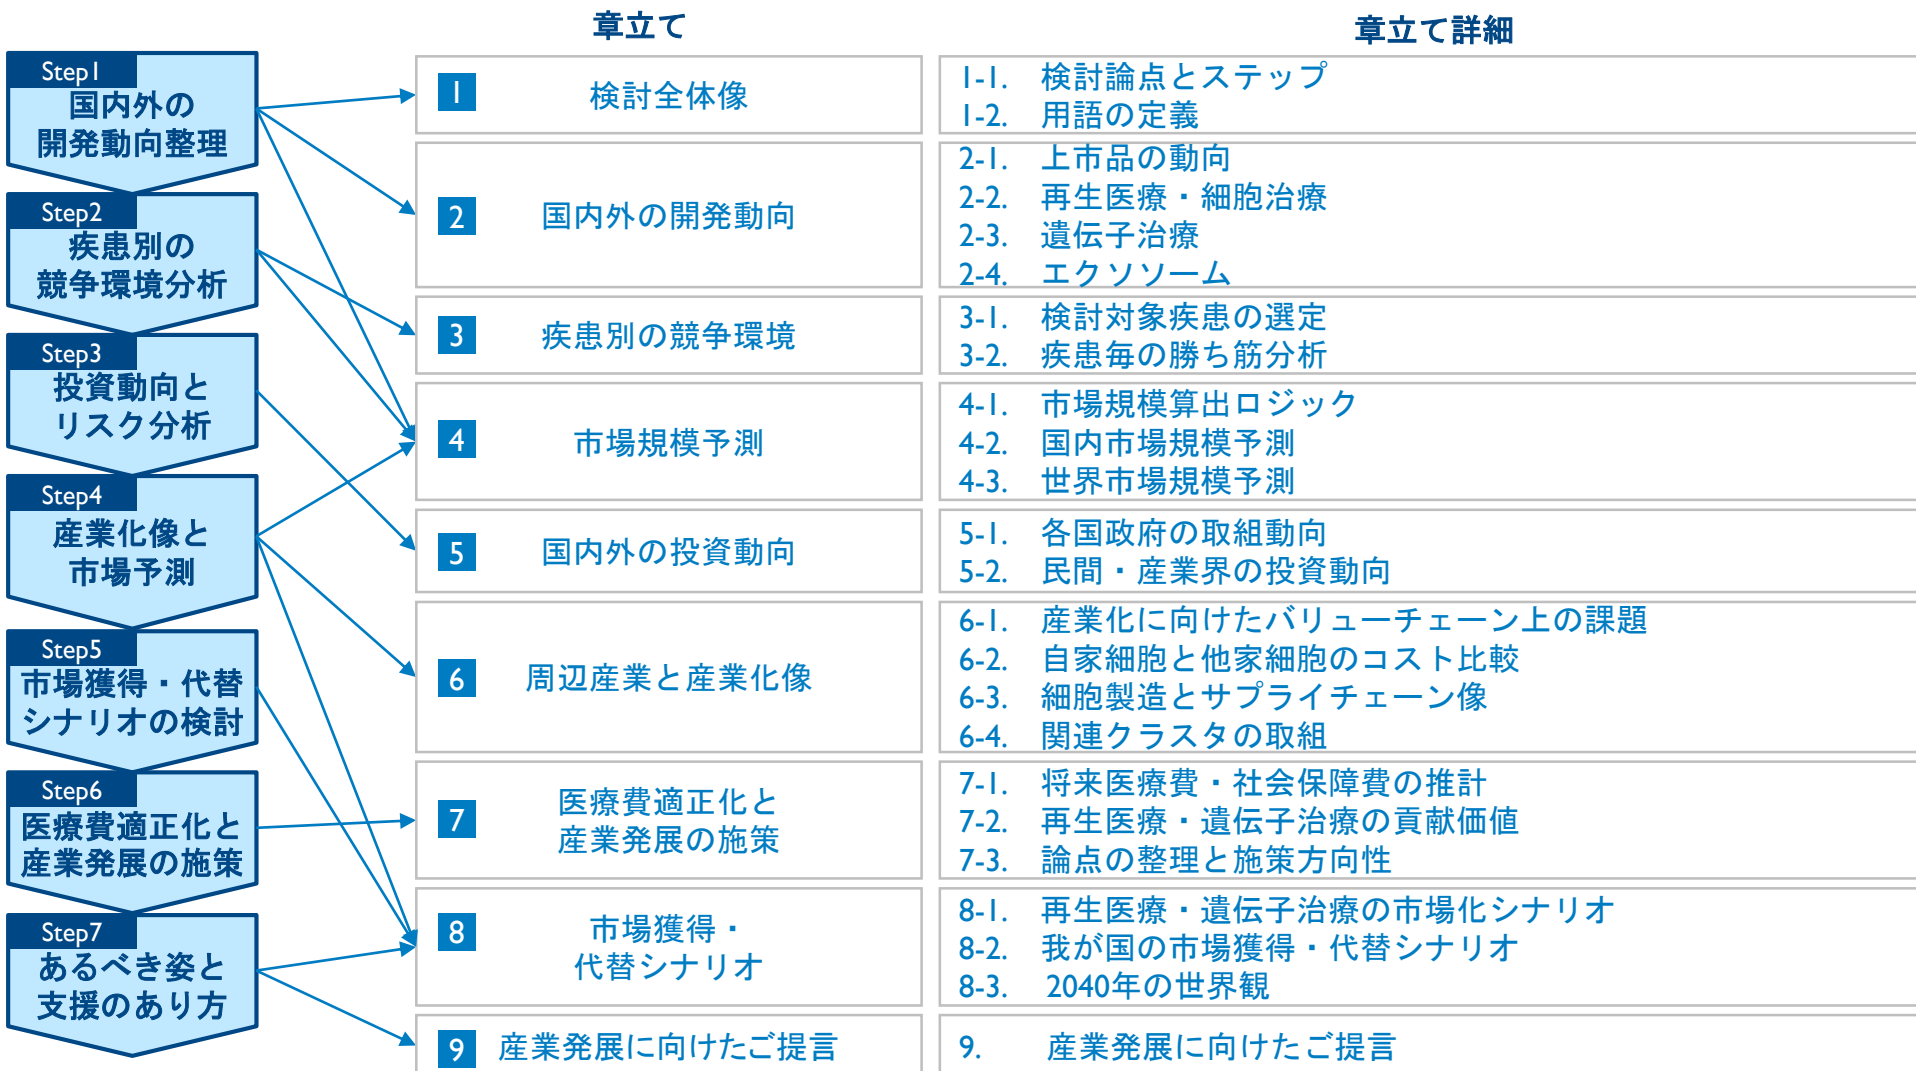 章立て
章立て詳細
Step1
国内外の
開発動向整理
Step2
疾患別の
競争環境分析
Step3
投資動向と
リスク分析
Step4
産業化像と
市場予測
Step5
市場獲得・代替
シナリオの検討
Step6
医療費適正化と
産業発展の施策
Step7
あるべき姿と
支援のあり方
1 検討全体像
1-1. 検討論点とステップ
1-2. 用語の定義
2 国内外の開発動向
2-1. 上市品の動向
2-2. 再生医療・細胞治療
2-3. 遺伝子治療
2-4. エクソソーム
3 疾患別の競争環境
3-1. 検討対象疾患の選定
3-2. 疾患毎の勝ち筋分析
4 市場規模予測
4-1. 市場規模算出ロジック
4-2. 国内市場規模予測
4-3. 世界市場規模予測
5 国内外の投資動向
5-1. 各国政府の取組動向
5-2. 民間・産業界の投資動向
6 周辺産業と産業化像
6-1. 産業化に向けたバリューチェーン上の課題
6-2. 自家細胞と他家細胞のコスト比較
6-3. 細胞製造とサプライチェーン像
6-4. 関連クラスタの取組
7 医療費適正化と
産業発展の施策
7-1. 将来医療費・社会保障費の推計
7-2. 再生医療・遺伝子治療の貢献価値
7-3. 論点の整理と施策方向性
8 市場獲得・
代替シナリオ
8-1. 再生医療・遺伝子治療の市場化シナリオ
8-2. 我が国の市場獲得・代替シナリオ
8-3. 2040年の世界観
9 産業発展に向けたご提言
9. 産業発展に向けたご提言